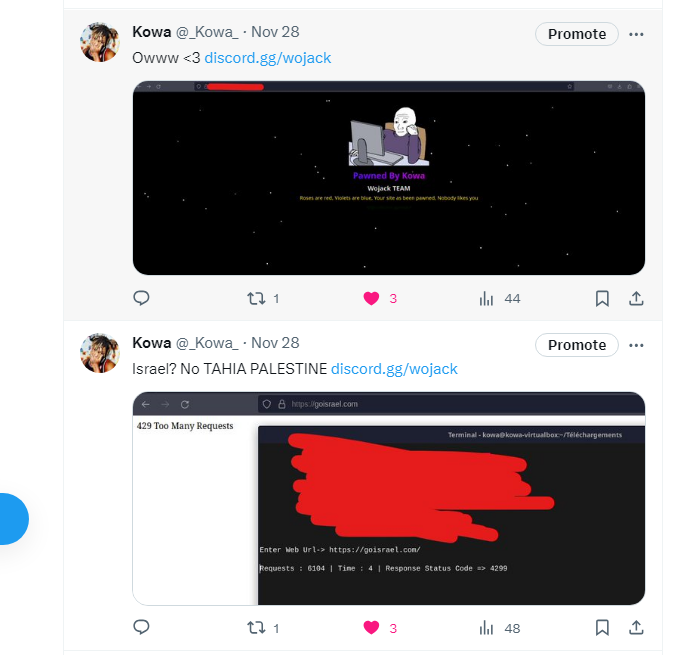 Kowa @_Kowa_ · Nov 28
Promote
Owww <3 discord.gg/wojack
Pawned By Kowa
Wojack TEAM
Roses are red, Violets are blue, Your site as been pawned, Nobody likes you
1
3
44
Kowa @_Kowa_ · Nov 28
Promote
Israel? No TAHIA PALESTINE discord.gg/wojack
https://goisrael.com
429 Too Many Requests
Terminal - kowa@kowa-virtualbox:~/Téléchargements
Enter Web Url-> https://goisrael.com/
Requests : 6104 | Time : 4 | Response Status Code => 4299
1
3
48